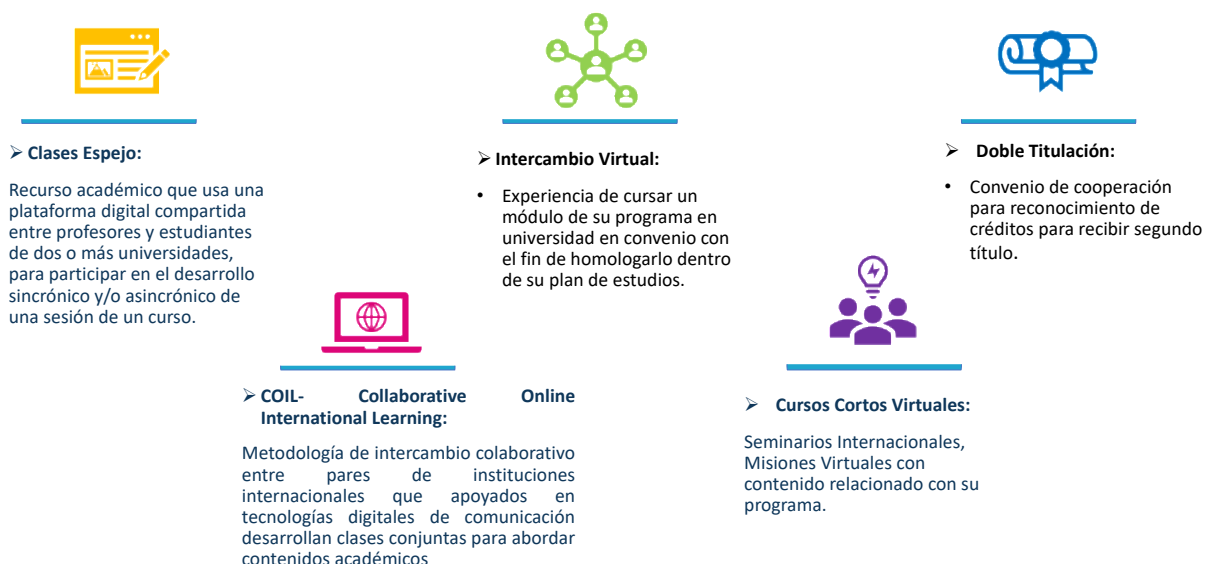 ➢ Clases Espejo:
Recurso académico que usa una
plataforma digital compartida
entre profesores y estudiantes
de dos o más universidades,
para participar en el desarrollo
sincrónico y/o asincrónico de
una sesión de un curso.
➢ COIL- Collaborative Online
International Learning:
Metodología de intercambio colaborativo
entre pares de instituciones
internacionales que apoyados en
tecnologías digitales de comunicación
desarrollan clases conjuntas para abordar
contenidos académicos
➢ Intercambio Virtual:
• Experiencia de cursar un
módulo de su programa en
universidad en convenio con
el fin de homologarlo dentro
de su plan de estudios.
➢ Cursos Cortos Virtuales:
Seminarios Internacionales,
Misiones Virtuales con
contenido relacionado con su
programa.
➢ Doble Titulación:
• Convenio de cooperación
para reconocimiento de
créditos para recibir segundo
título.